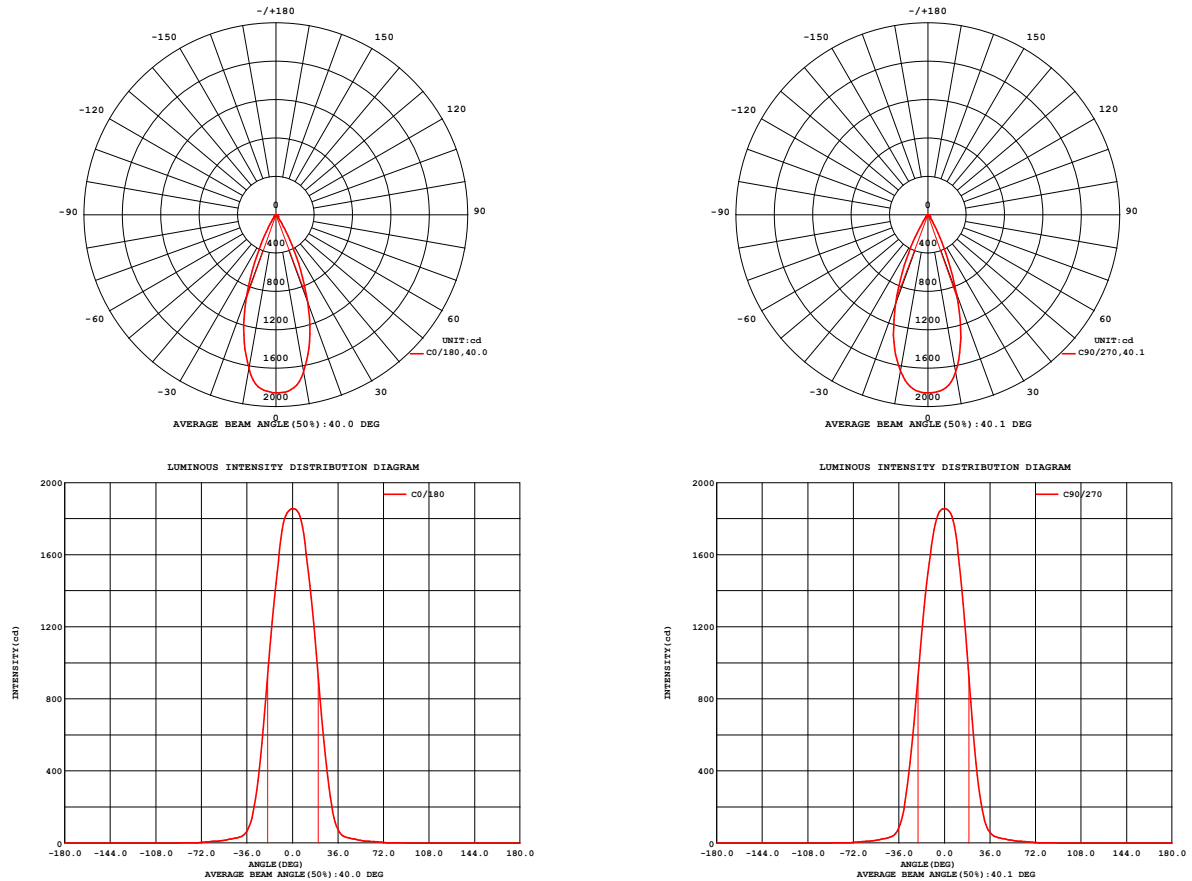 -/+180
-150
150
-120
120
-90
90
-60
60
-30
30
0
0
400
800
1200
1600
2000
UNIT:cd
C0/180,40.0
AVERAGE BEAM ANGLE(50%):40.0 DEG
-/+180
-150
150
-120
120
-90
90
-60
60
-30
30
0
0
400
800
1200
1600
2000
UNIT:cd
C90/270,40.1
AVERAGE BEAM ANGLE(50%):40.1 DEG
LUMINOUS INTENSITY DISTRIBUTION DIAGRAM
C0/180
2000
1600
1200
800
400
0
INTENSITY(cd)
-180.0 -144.0 -108.0 -72.0 -36.0 0.0 36.0 72.0 108.0 144.0 180.0
ANGLE(DEG)
AVERAGE BEAM ANGLE(50%):40.0 DEG
LUMINOUS INTENSITY DISTRIBUTION DIAGRAM
C90/270
2000
1600
1200
800
400
0
INTENSITY(cd)
-180.0 -144.0 -108.0 -72.0 -36.0 0.0 36.0 72.0 108.0 144.0 180.0
ANGLE(DEG)
AVERAGE BEAM ANGLE(50%):40.1 DEG